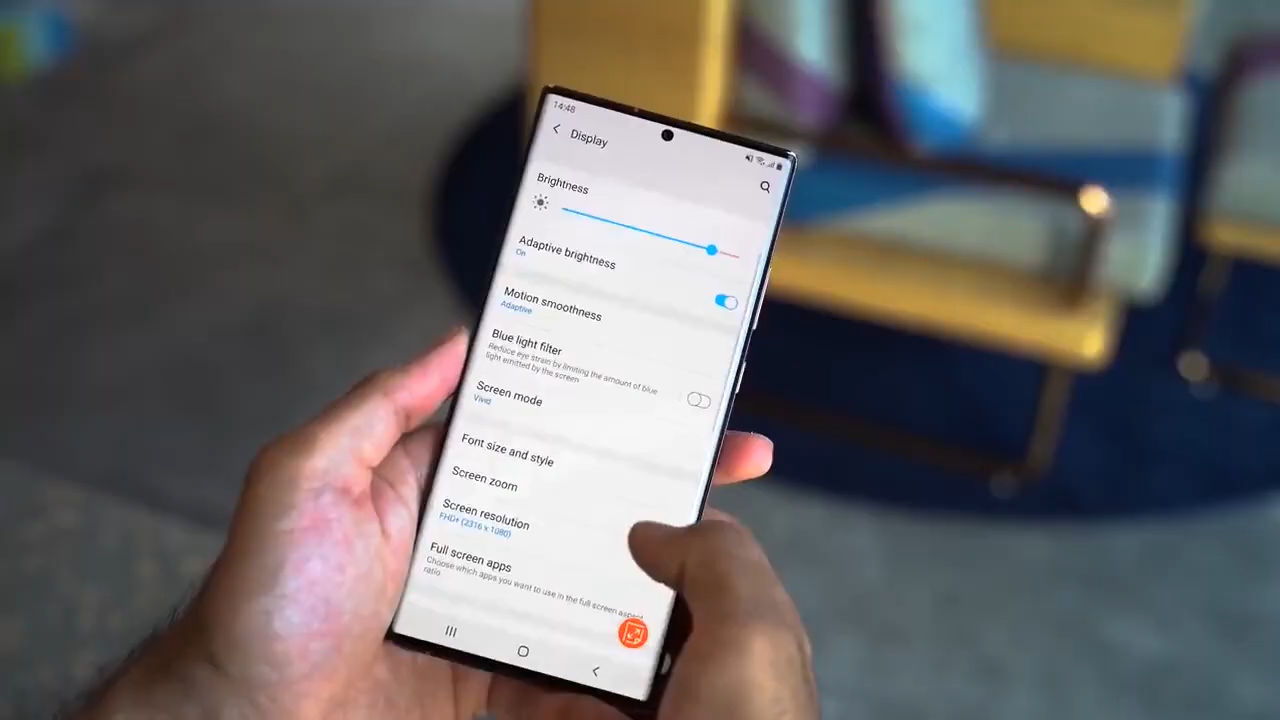 14:48
Display
Brightness
Adaptive brightness
On
Motion smoothness
Adaptive
Blue light filter
Reduce eye strain by limiting the amount of blue
light emitted by the screen
Screen mode
Vivid
Font size and style
Screen zoom
Screen resolution
FHD+ (2316 x 1080)
Full screen apps
Choose which apps you want to use in the full screen aspect
ratio